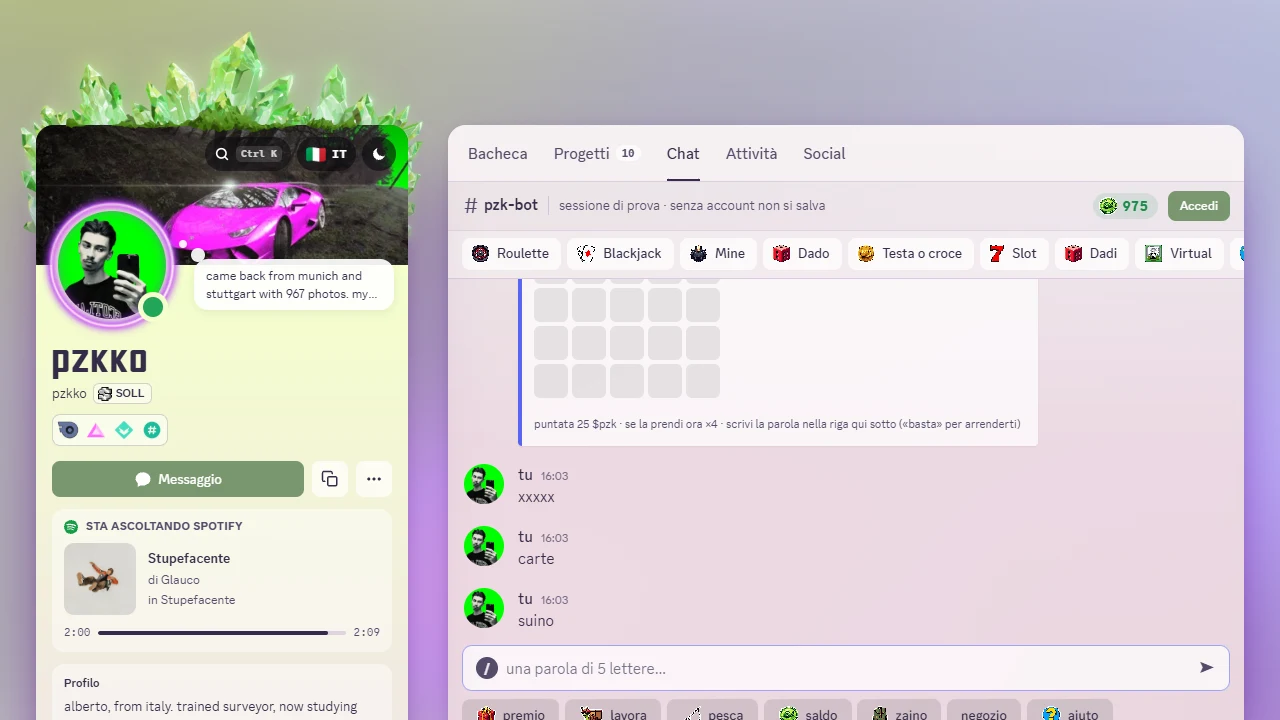 Ctrl K
IT
came back from munich and
stuttgart with 967 photos. my...
pzkko
pzkko SOLL
Messaggio
STA ASCOLTANDO SPOTIFY
Stupefacente
di Glauco
in Stupefacente
2:00 2:09
Profilo
alberto, from italy. trained surveyor, now studying
Bacheca Progetti 10 Chat Attività Social
# pzk-bot sessione di prova · senza account non si salva 975 Accedi
Roulette Blackjack Mine Dado Testa o croce Slot Dadi Virtual
puntata 25 $pzk · se la prendi ora ×4 · scrivi la parola nella riga qui sotto («basta» per arrenderti)
tu 16:03
xxxxx
tu 16:03
carte
tu 16:03
suino
/ una parola di 5 lettere...
premio lavora pesca saldo zaino negozio aiuto